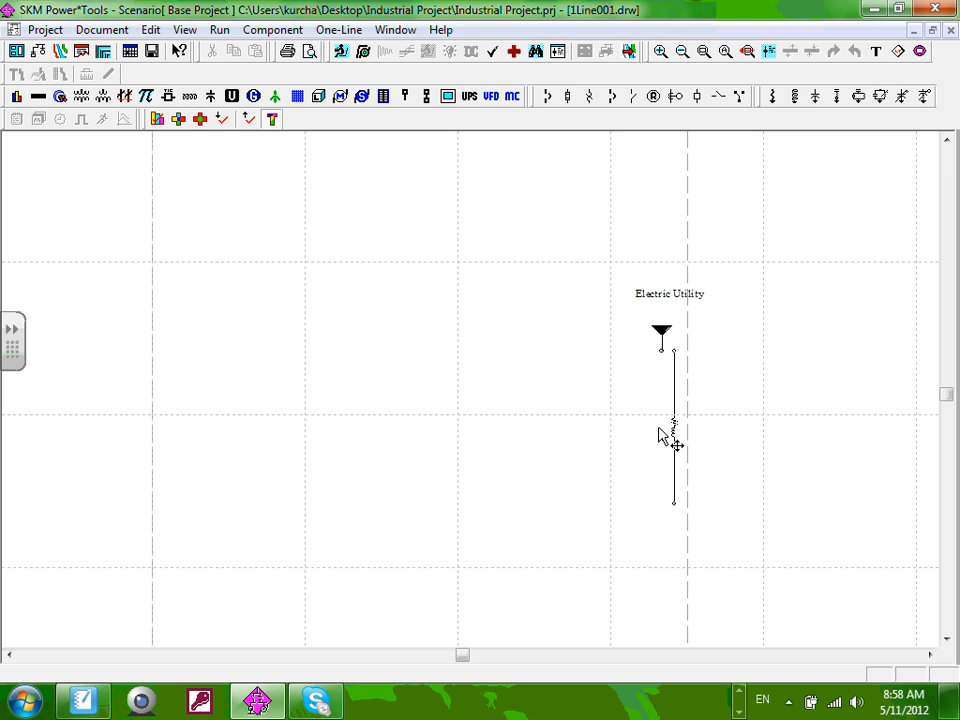 SKM Power*Tools - Scenario[ Base Project ] C:\Users\kurcha\Desktop\Industrial Project\Industrial Project.prj - [1Line001.drw]
Project Document Edit View Run Component One-Line Window Help
DC T
UPS VFD MC
Electric Utility
EN
8:58 AM
5/11/2012